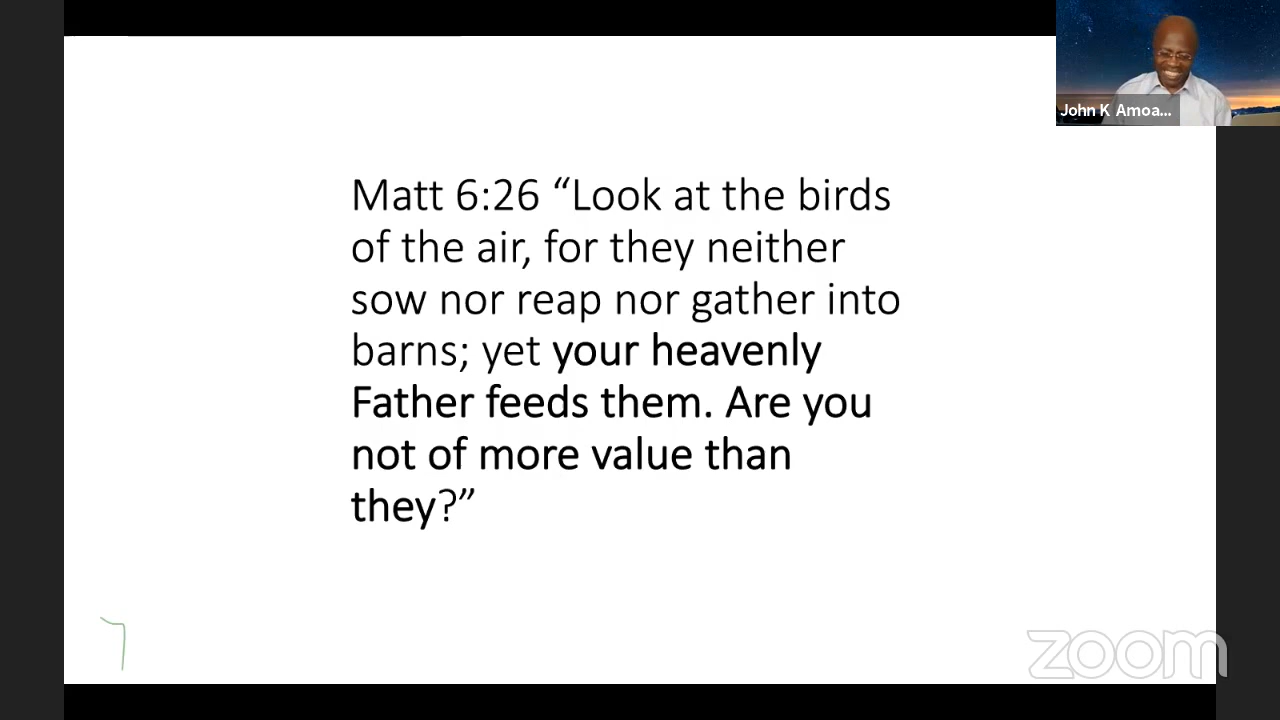 John K Amoa...
Matt 6:26 “Look at the birds
of the air, for they neither
sow nor reap nor gather into
barns; yet your heavenly
Father feeds them. Are you
not of more value than
they?”
zoom